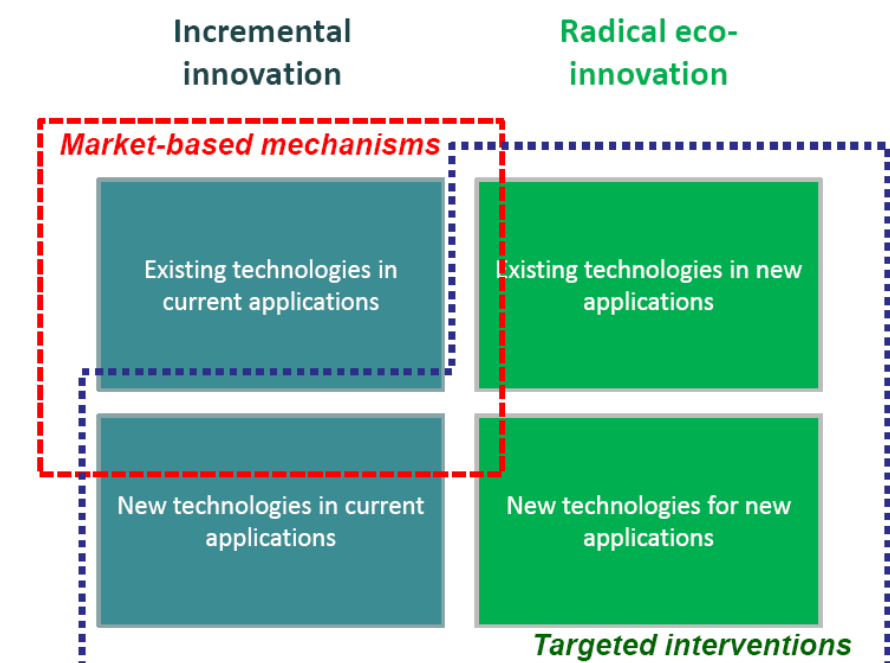 Incremental
innovation
Radical eco-
innovation
Market-based mechanisms
Existing technologies in
current applications
Existing technologies in new
applications
New technologies in current
applications
New technologies for new
applications
Targeted interventions